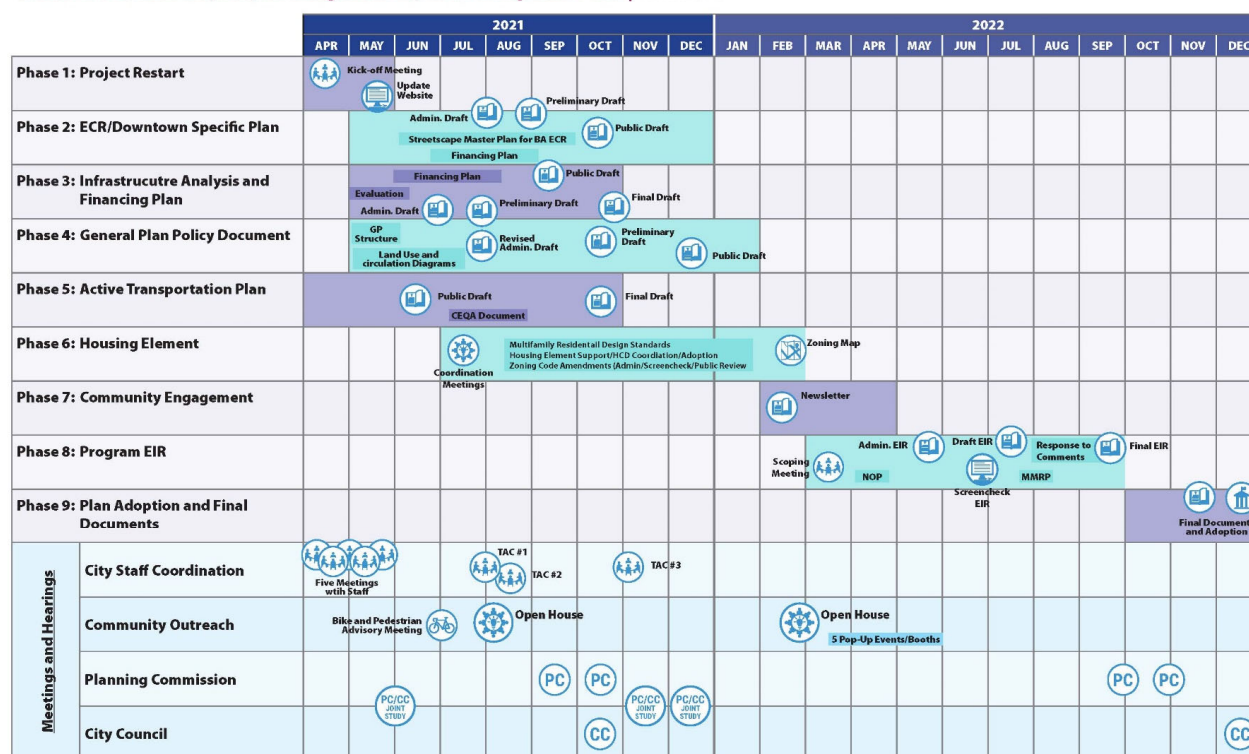 2021
2022
APR
MAY
JUN
JUL
AUG
SEP
OCT
NOV
DEC
JAN
FEB
MAR
APR
MAY
JUN
JUL
AUG
SEP
OCT
NOV
DEC
Phase 1: Project Restart
Kick-off Meeting
Update
Website
Preliminary Draft
Phase 2: ECR/Downtown Specific Plan
Admin. Draft
Public Draft
Streetscape Master Plan for BA ECR
Financing Plan
Phase 3: Infrastrucutre Analysis and
Financing Plan
Financing Plan
Public Draft
Evaluation
Admin. Draft
Preliminary Draft
Final Draft
Phase 4: General Plan Policy Document
GP
Structure
Land Use and
circulation Diagrams
Revised
Admin. Draft
Preliminary
Draft
Public Draft
Phase 5: Active Transportation Plan
Public Draft
CEQA Document
Final Draft
Phase 6: Housing Element
Coordination
Meetings
Multifamily Residentail Design Standards
Housing Element Support/HCD Coordiation/Adoption
Zoning Code Amendments (Admin/Screencheck/Public Review
Zoning Map
Phase 7: Community Engagement
Newsletter
Phase 8: Program EIR
Scoping
Meeting
Admin. EIR
NOP
Draft EIR
Screencheck
EIR
MMRP
Response to
Comments
Final EIR
Phase 9: Plan Adoption and Final
Documents
Final Document
and Adoption
Meetings and Hearings
City Staff Coordination
Five Meetings
wtih Staff
TAC #1
TAC #2
TAC #3
Community Outreach
Bike and Pedestrian
Advisory Meeting
Open House
Open House
5 Pop-Up Events/Booths
Planning Commission
PC
PC
PC
PC
PC/CC
JOINT
STUDY
PC/CC
JOINT
STUDY
PC/CC
JOINT
STUDY
City Council
CC
CC